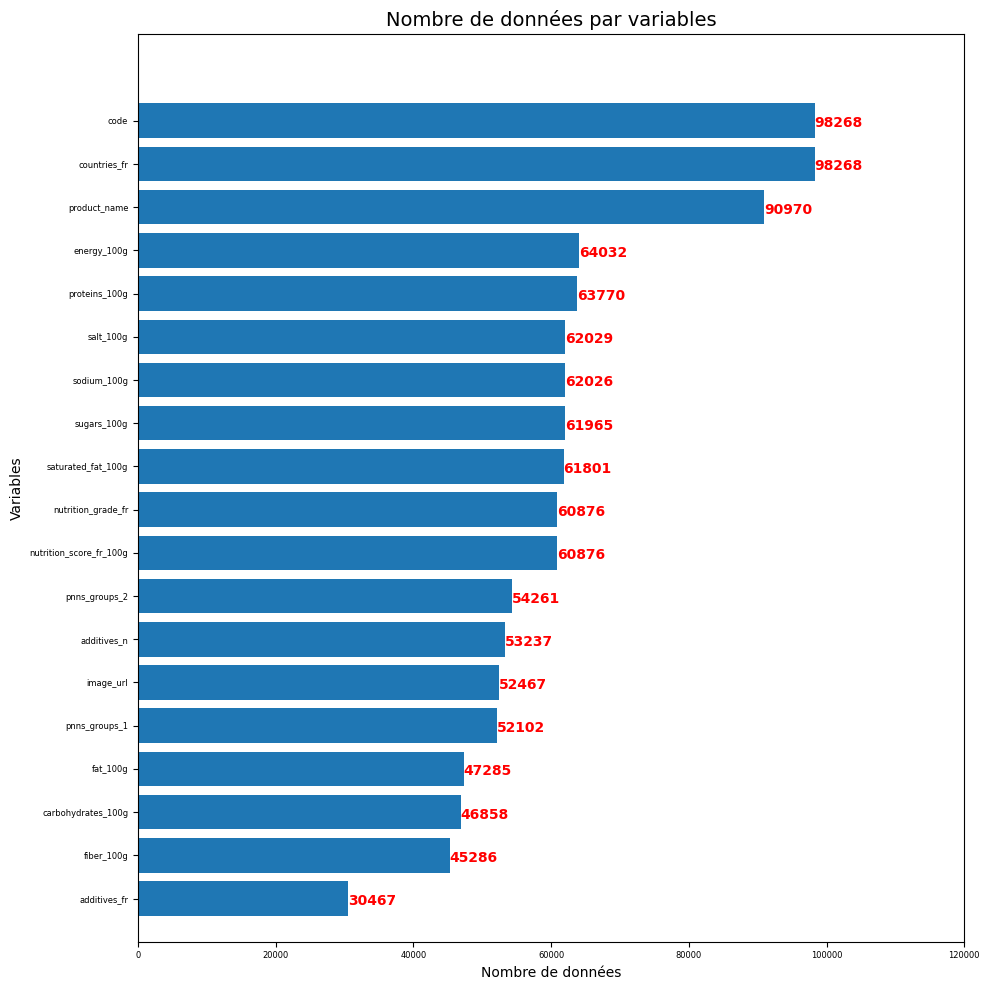 Nombre de données par variables
code 98268
countries_fr 98268
product_name 90970
energy_100g 64032
proteins_100g 63770
salt_100g 62029
sodium_100g 62026
sugars_100g 61965
saturated_fat_100g 61801
nutrition_grade_fr 60876
nutrition_score_fr_100g 60876
pnns_groups_2 54261
additives_n 53237
image_url 52467
pnns_groups_1 52102
fat_100g 47285
carbohydrates_100g 46858
fiber_100g 45286
additives_fr 30467
Variables
0 20000 40000 60000 80000 100000 120000
Nombre de données